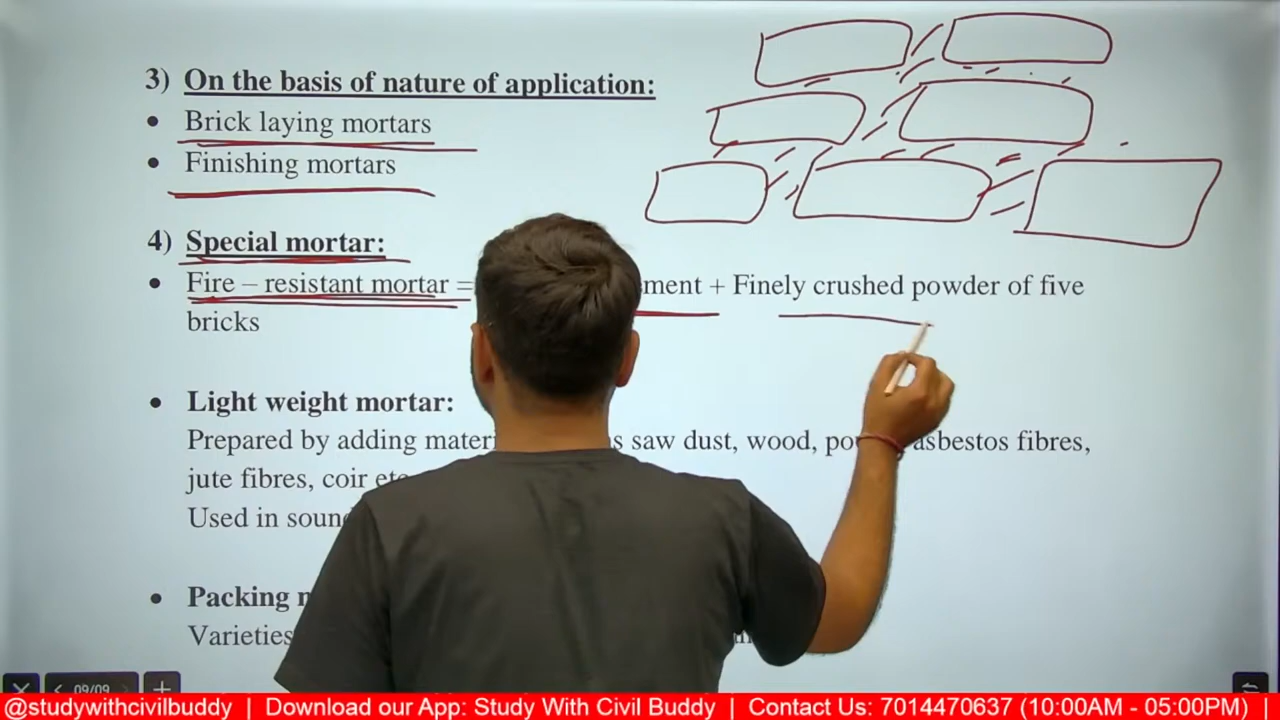 3) On the basis of nature of application:
• Brick laying mortars
• Finishing mortars
4) Special mortar:
• Fire – resistant mortar = ment + Finely crushed powder of five
bricks
• Light weight mortar:
Prepared by adding saw dust, wood, asbestos fibres,
jute fibres, coir
Used in
• Packing
Varieties
09/09
@studywithcivilbuddy | Download our App: Study With Civil Buddy | Contact Us: 7014470637 (10:00AM - 05:00PM) |